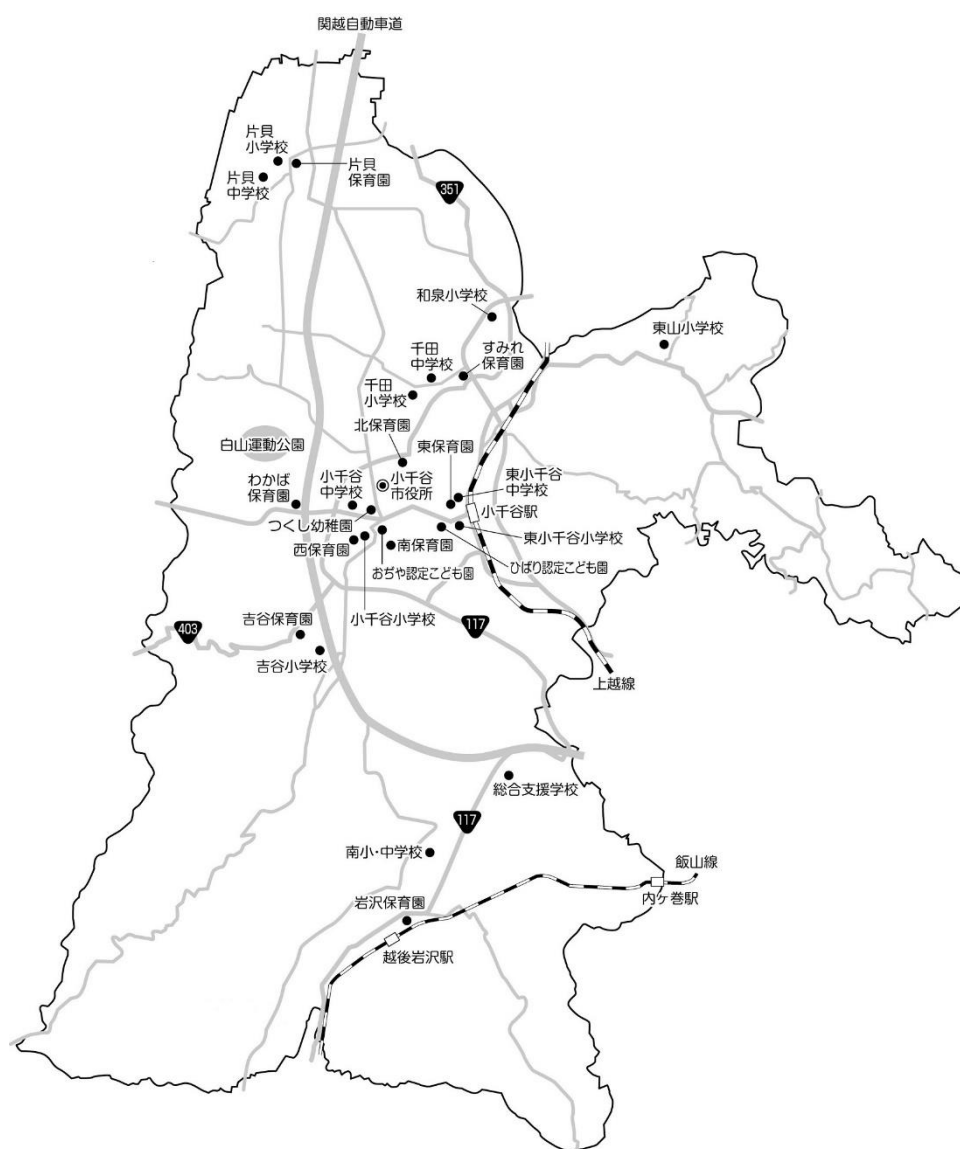 関越自動車道
片貝
小学校
片貝
中学校
片貝
保育園
351
和泉小学校
東山小学校
千田
中学校
すみれ
保育園
千田
小学校
北保育園
白山運動公園
東保育園
わかば
保育園
小千谷
中学校
小千谷
市役所
東小千谷
中学校
小千谷駅
つくし幼稚園
東小千谷小学校
西保育園
南保育園
おぢや認定こども園
ひばり認定こども園
吉谷保育園
小千谷小学校
403
117
吉谷小学校
上越線
総合支援学校
117
南小・中学校
飯山線
内ヶ巻駅
岩沢保育園
越後岩沢駅